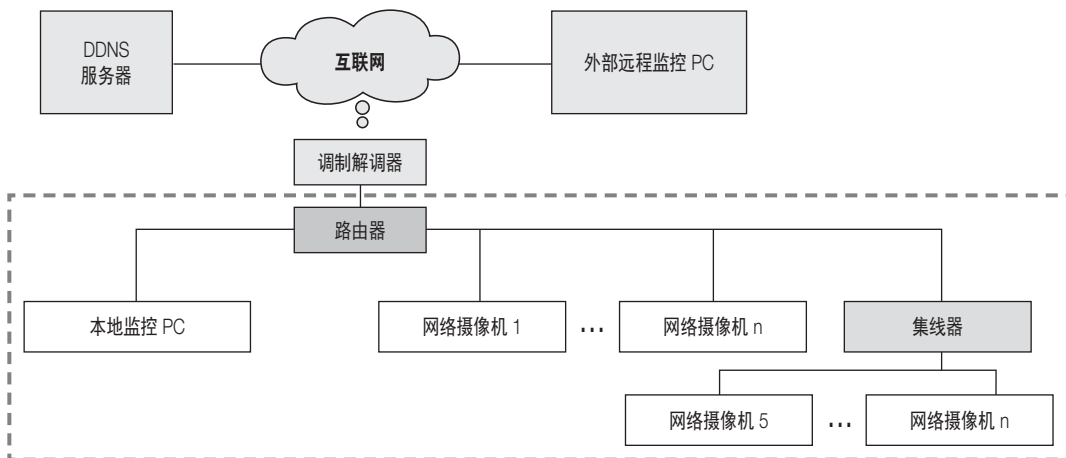 DDNS
服务器
互联网
外部远程监控 PC
调制解调器
路由器
本地监控 PC
网络摄像机 1
...
网络摄像机 n
集线器
网络摄像机 5
...
网络摄像机 n